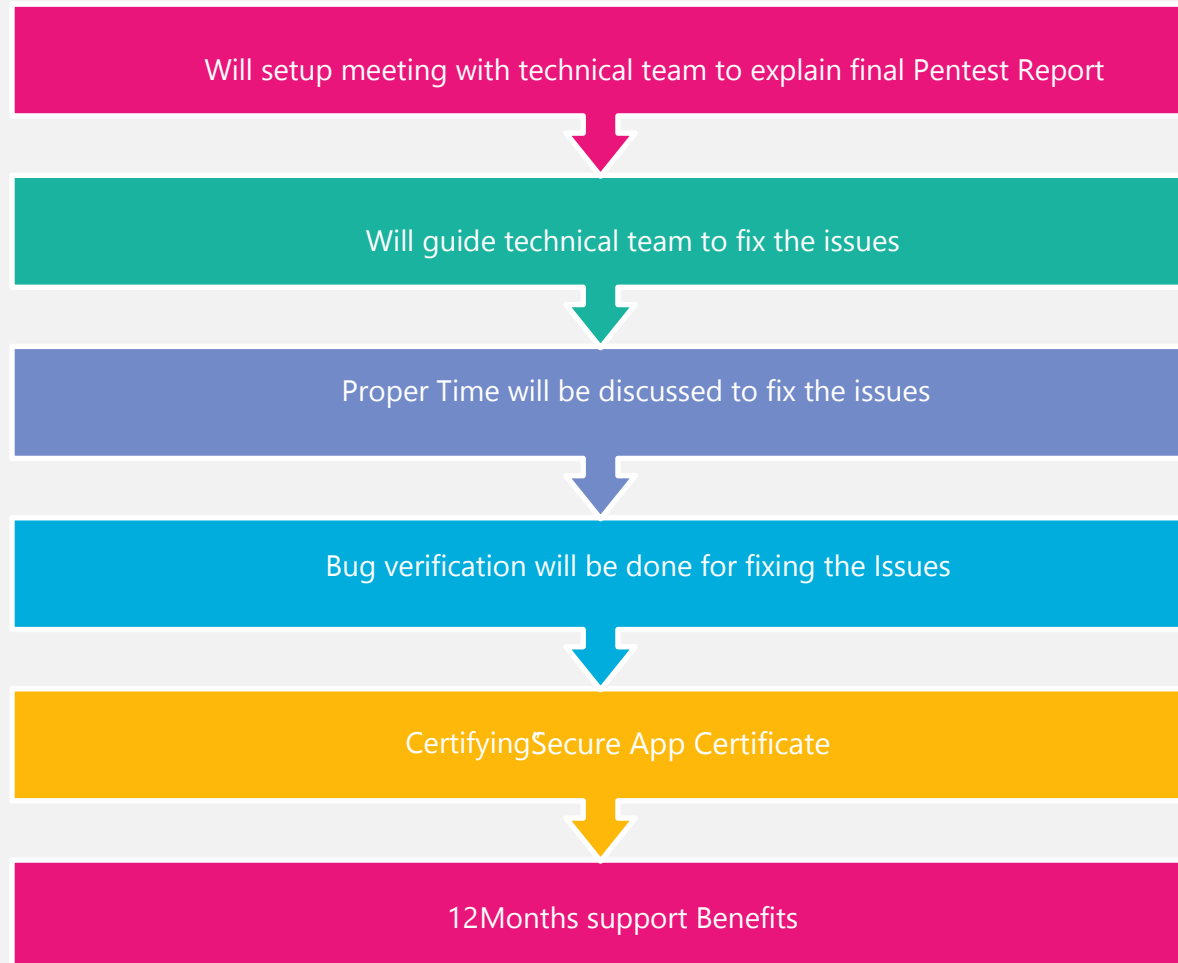 Will setup meeting with technical team to explain final Pentest Report
Will guide technical team to fix the issues
Proper Time will be discussed to fix the issues
Bug verification will be done for fixing the Issues
Certifying “Secure App Certificate
12Months support Benefits